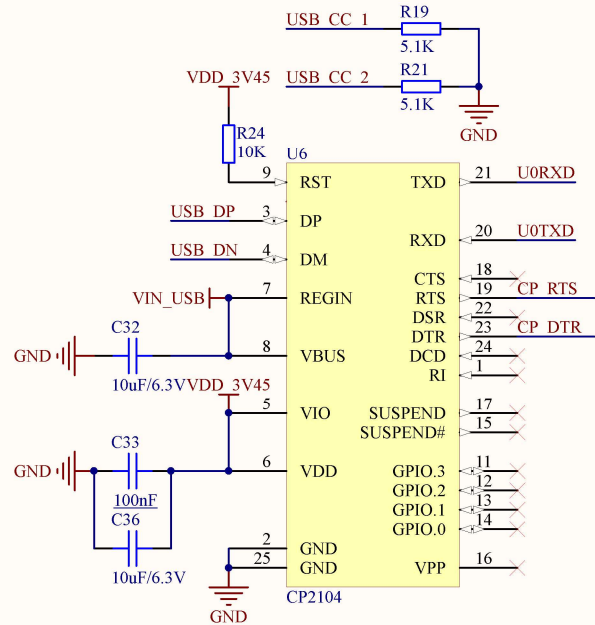 USB_CC_1
R19
5.1K
USB_CC_2
R21
5.1K
GND
VDD_3V45
R24
10K
U6
9
RST
TXD
21
U0RXD
USB_DP
3
DP
RXD
20
U0TXD
USB_DN
4
DM
CTS
18
VIN_USB
7
REGIN
RTS
19
CP_RTS
DSR
22
DTR
23
CP_DTR
GND
C32
10uF/6.3V
8
VBUS
DCD
24
RI
1
VDD_3V45
5
VIO
SUSPEND
17
SUSPEND#
15
GND
C33
100nF
6
VDD
GPIO.3
11
GPIO.2
12
GPIO.1
13
GPIO.0
14
C36
10uF/6.3V
2
GND
25
GND
VPP
16
GND
CP2104